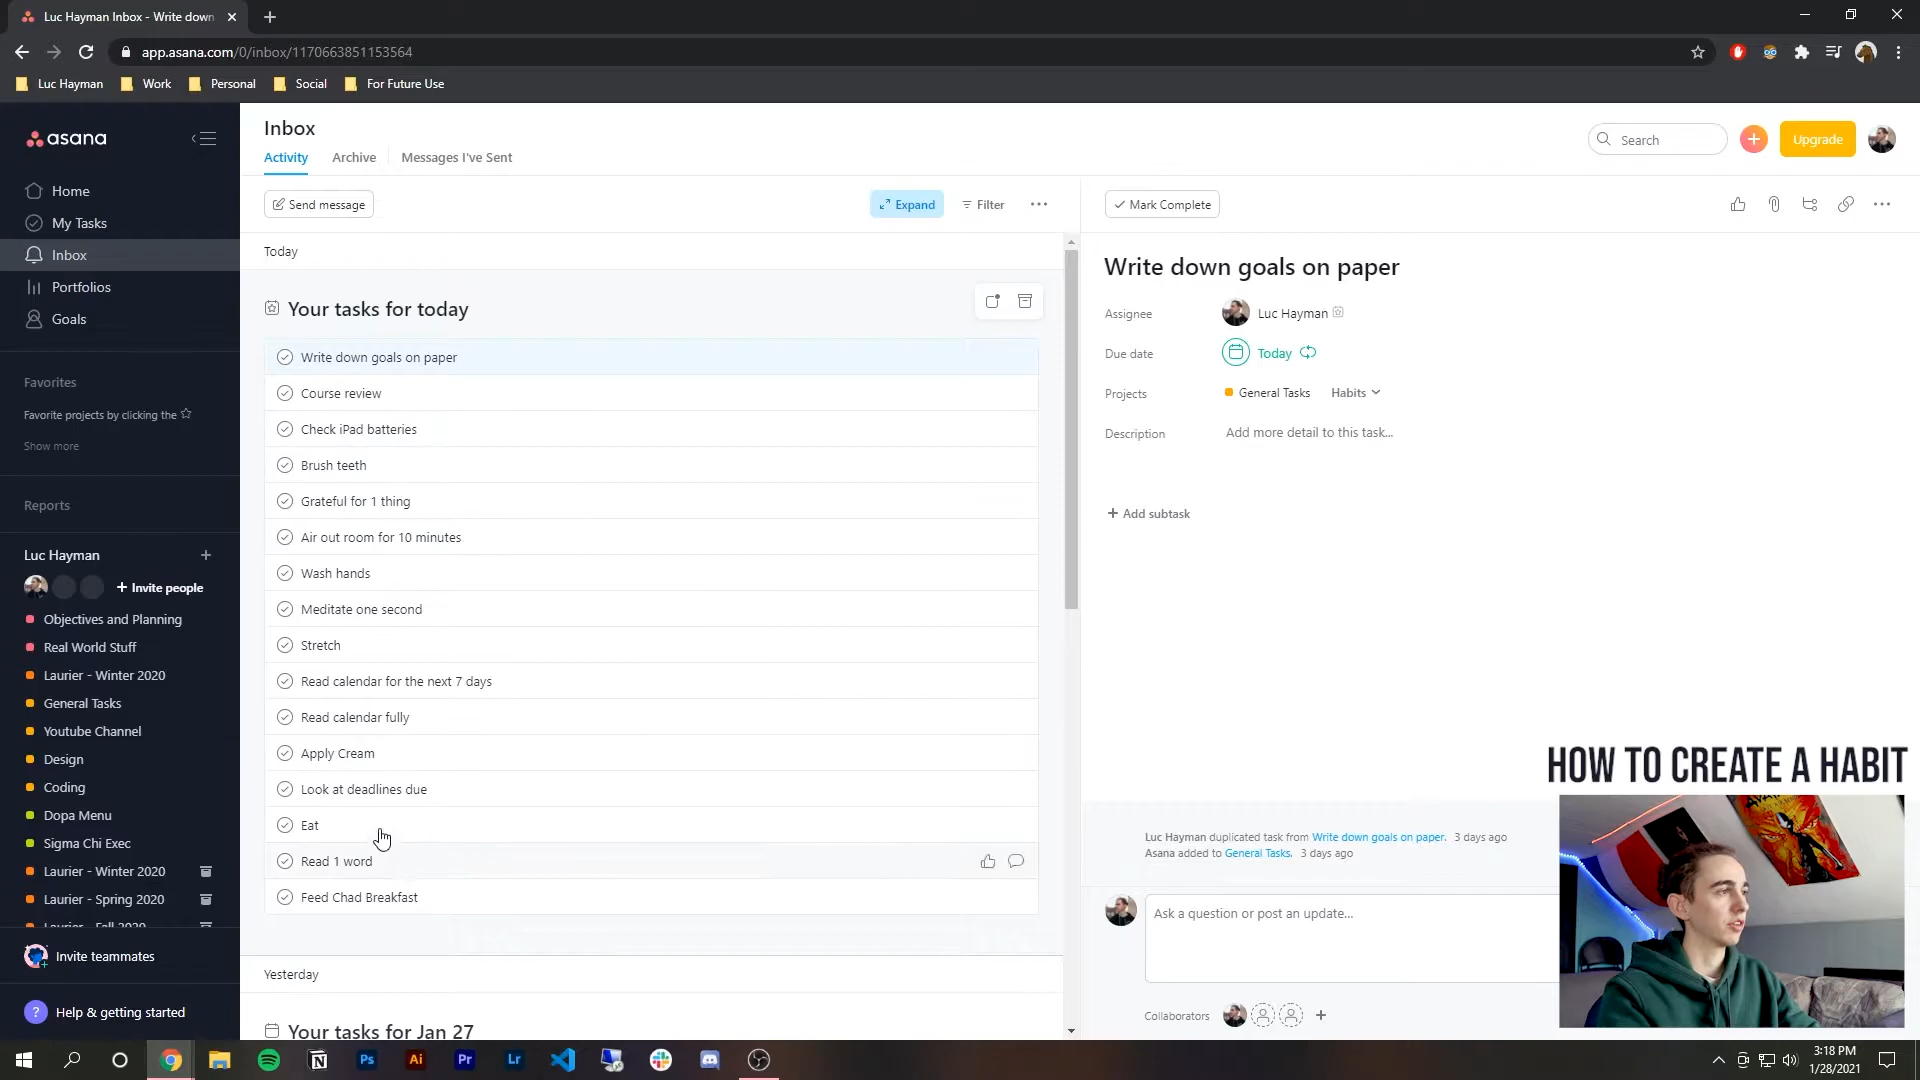 Luc Hayman Inbox - Write down
app.asana.com/0/inbox/1170663851153564
Luc Hayman
Work
Personal
Social
For Future Use
asana
Home
My Tasks
Inbox
Portfolios
Goals
Favorites
Favorite projects by clicking the
Show more
Reports
Luc Hayman
Invite people
Objectives and Planning
Real World Stuff
Laurier - Winter 2020
General Tasks
Youtube Channel
Design
Coding
Dopa Menu
Sigma Chi Exec
Laurier - Winter 2020
Laurier - Spring 2020
Laurier - Fall 2020
Invite teammates
? Help & getting started
Inbox
Activity
Archive
Messages I've Sent
Search
Upgrade
Send message
Expand
Filter
Today
Your tasks for today
Write down goals on paper
Course review
Check iPad batteries
Brush teeth
Grateful for 1 thing
Air out room for 10 minutes
Wash hands
Meditate one second
Stretch
Read calendar for the next 7 days
Read calendar fully
Apply Cream
Look at deadlines due
Eat
Read 1 word
Feed Chad Breakfast
Yesterday
Your tasks for Jan 27
Mark Complete
Write down goals on paper
Assignee
Luc Hayman
Due date
Today
Projects
General Tasks
Habits
Description
Add more detail to this task...
+ Add subtask
Luc Hayman duplicated task from Write down goals on paper. 3 days ago
Asana added to General Tasks. 3 days ago
Ask a question or post an update...
Collaborators
HOW TO CREATE A HABIT
Ps
Ai
Pr
Lr
3:18 PM
1/28/2021